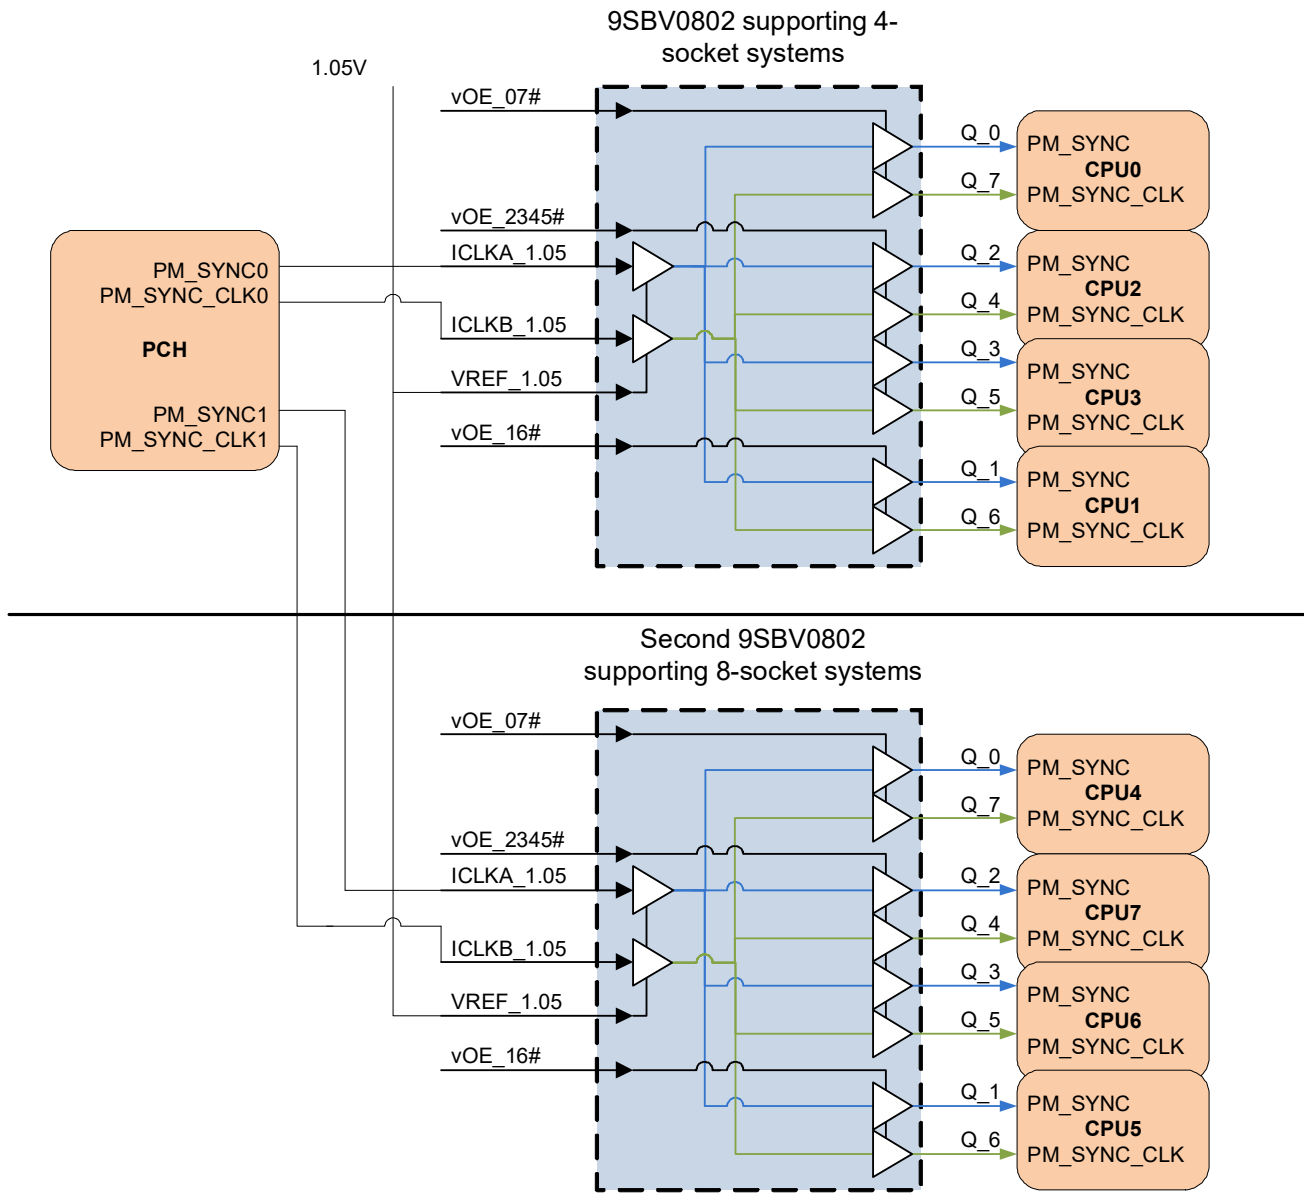 9SBV0802 supporting 4-
socket systems
1.05V
vOE_07#
vOE_2345#
ICLKA_1.05
ICLKB_1.05
VREF_1.05
vOE_16#
PM_SYNC0
PM_SYNC_CLK0
PCH
PM_SYNC1
PM_SYNC_CLK1
Q_0
Q_7
Q_2
Q_4
Q_3
Q_5
Q_1
Q_6
PM_SYNC
CPU0
PM_SYNC_CLK
PM_SYNC
CPU2
PM_SYNC_CLK
PM_SYNC
CPU3
PM_SYNC_CLK
PM_SYNC
CPU1
PM_SYNC_CLK
Second 9SBV0802
supporting 8-socket systems
vOE_07#
vOE_2345#
ICLKA_1.05
ICLKB_1.05
VREF_1.05
vOE_16#
Q_0
Q_7
Q_2
Q_4
Q_3
Q_5
Q_1
Q_6
PM_SYNC
CPU4
PM_SYNC_CLK
PM_SYNC
CPU7
PM_SYNC_CLK
PM_SYNC
CPU6
PM_SYNC_CLK
PM_SYNC
CPU5
PM_SYNC_CLK